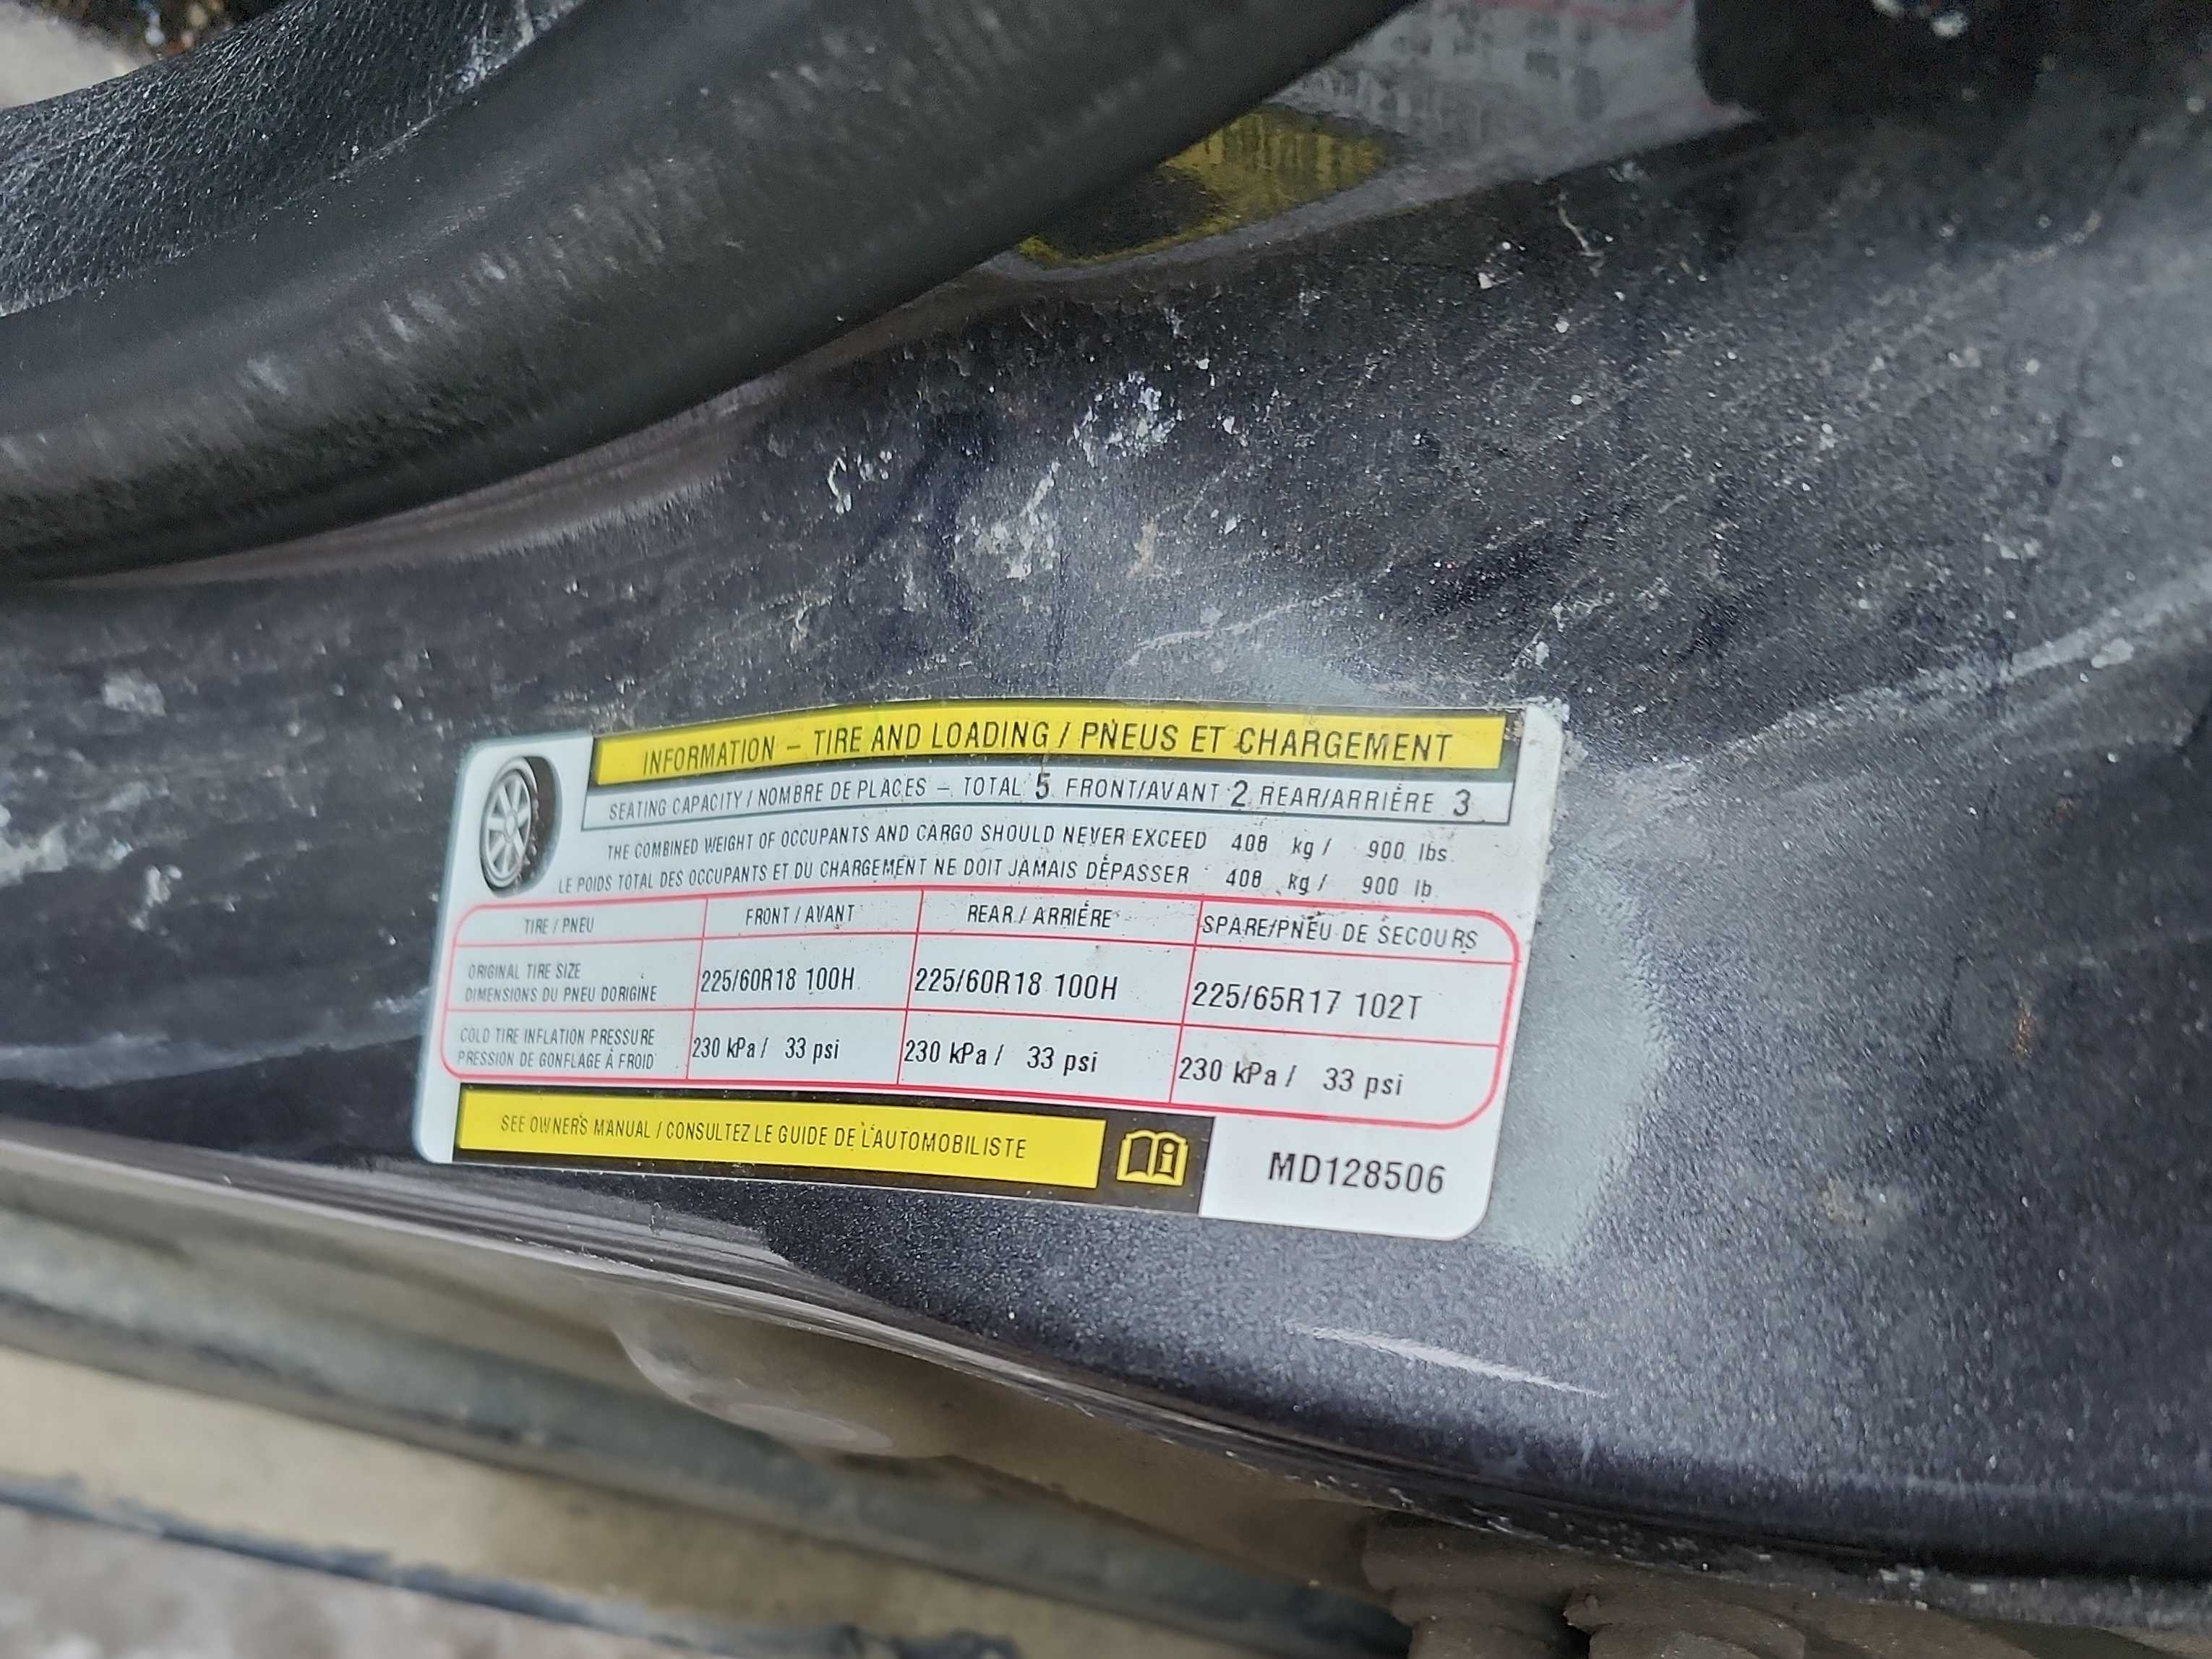 INFORMATION – TIRE AND LOADING / PNEUS ET CHARGEMENT
SEATING CAPACITY / NOMBRE DE PLACES – TOTAL 5 FRONT/AVANT 2 REAR/ARRIÈRE 3
THE COMBINED WEIGHT OF OCCUPANTS AND CARGO SHOULD NEVER EXCEED 408 kg / 900 lbs.
LE POIDS TOTAL DES OCCUPANTS ET DU CHARGEMENT NE DOIT JAMAIS DÉPASSER 408 kg / 900 lb
TIRE / PNEU FRONT / AVANT REAR / ARRIÈRE SPARE/PNEU DE SECOURS
ORIGINAL TIRE SIZE
DIMENSIONS DU PNEU DORIGINE
225/60R18 100H 225/60R18 100H 225/65R17 102T
COLD TIRE INFLATION PRESSURE
PRESSION DE GONFLAGE À FROID
230 kPa / 33 psi 230 kPa / 33 psi 230 kPa / 33 psi
SEE OWNER'S MANUAL / CONSULTEZ LE GUIDE DE L'AUTOMOBILISTE
MD128506